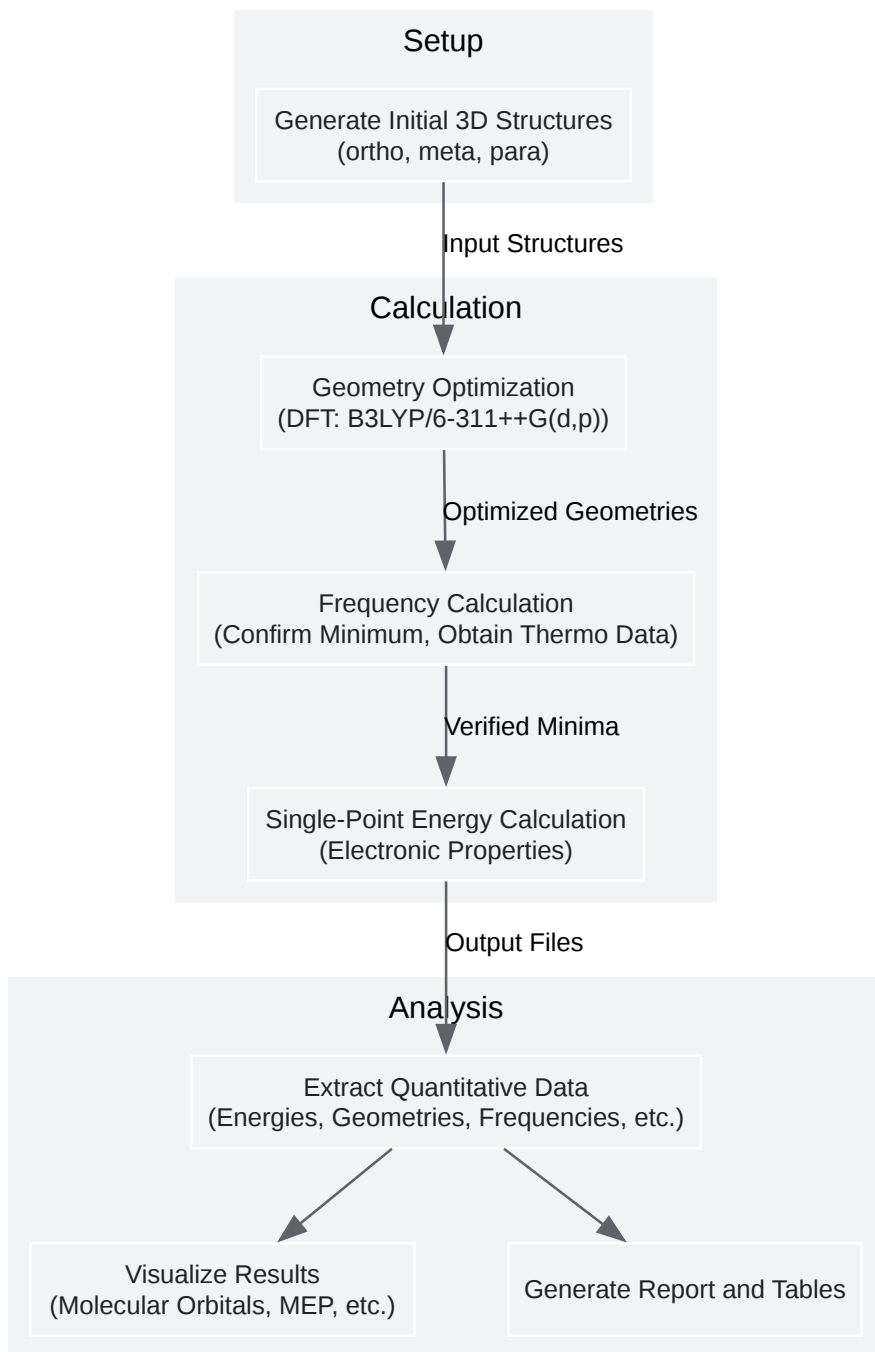 Setup
Generate Initial 3D Structures
(ortho, meta, para)
Input Structures
Calculation
Geometry Optimization
(DFT: B3LYP/6-311++G(d,p))
Optimized Geometries
Frequency Calculation
(Confirm Minimum, Obtain Thermo Data)
Verified Minima
Single-Point Energy Calculation
(Electronic Properties)
Output Files
Analysis
Extract Quantitative Data
(Energies, Geometries, Frequencies, etc.)
Visualize Results
(Molecular Orbitals, MEP, etc.)
Generate Report and Tables